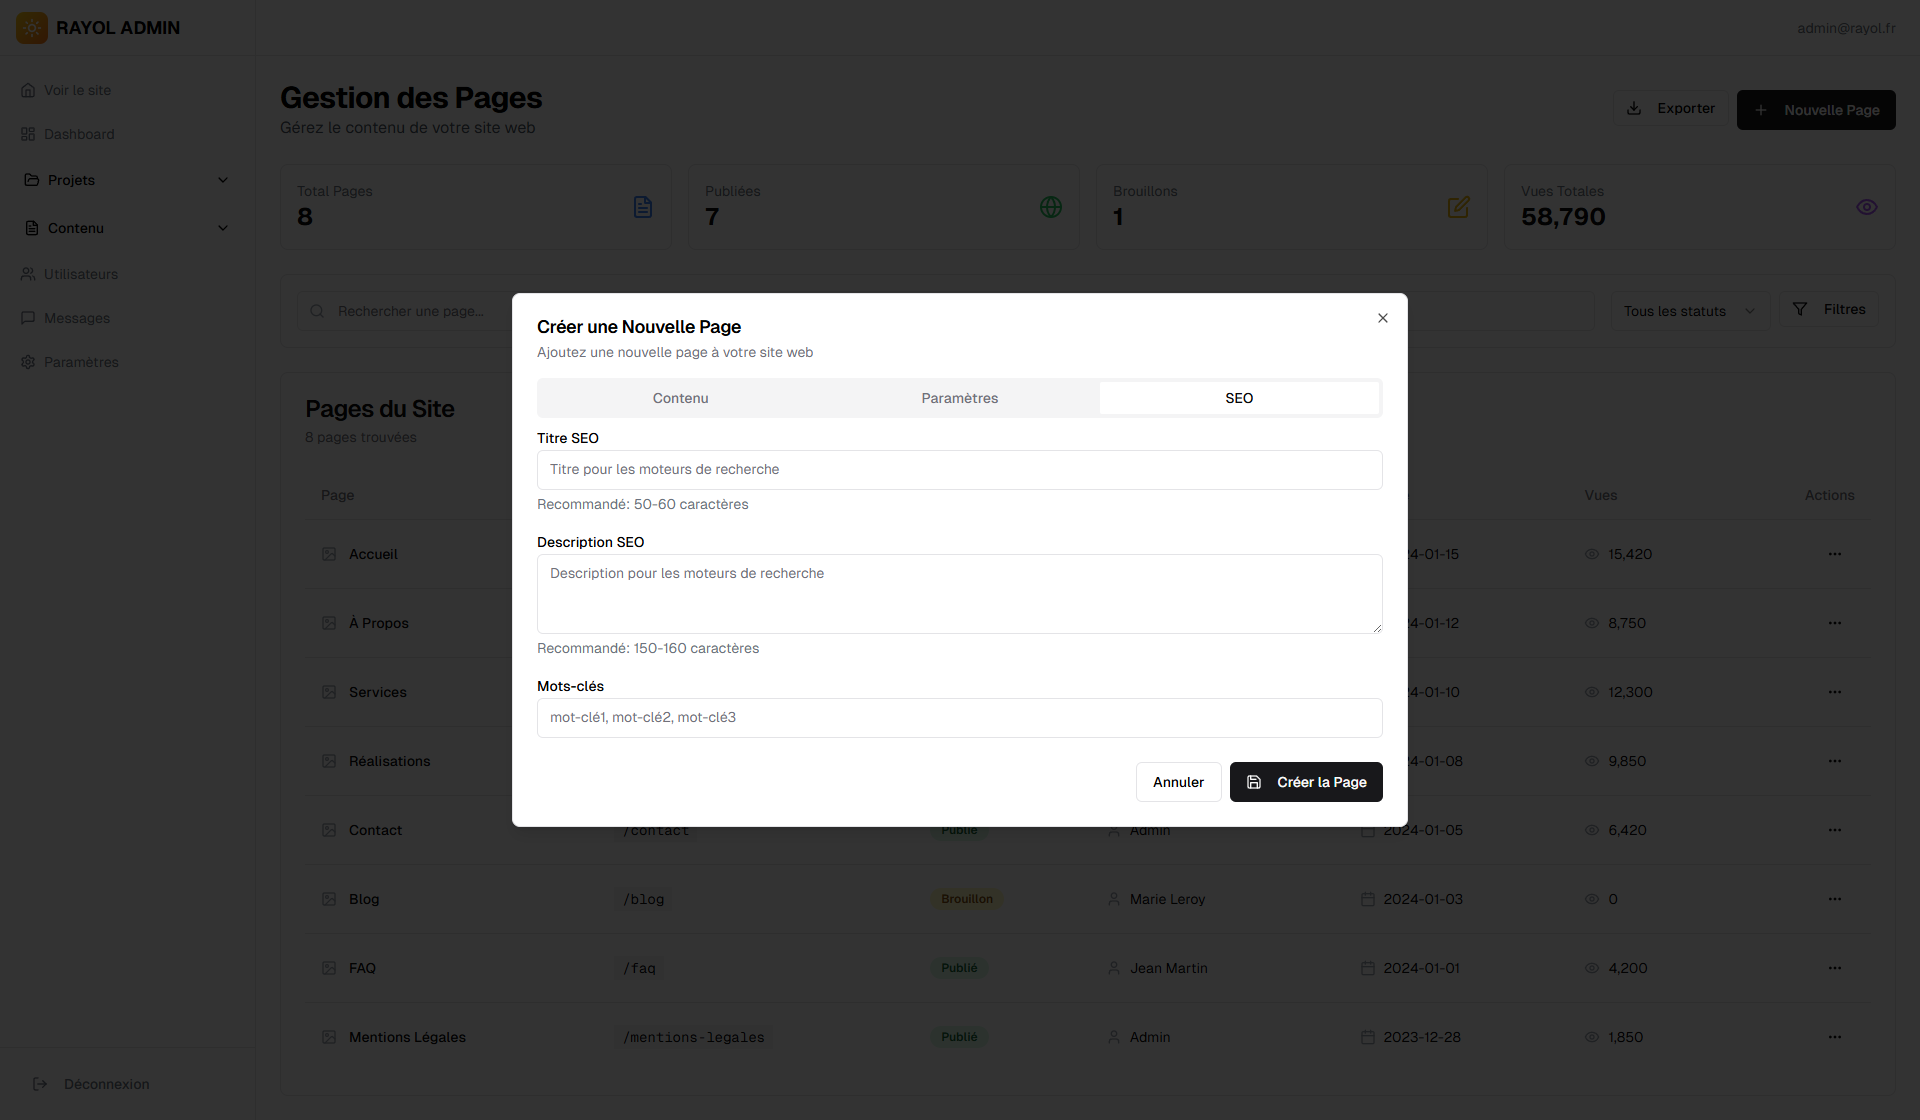 RAYOL ADMIN
admin@rayol.fr
Voir le site
Dashboard
Projets
Contenu
Utilisateurs
Messages
Paramètres
Déconnexion
Gestion des Pages
Gérez le contenu de votre site web
Exporter
Nouvelle Page
Total Pages
8
Publiées
7
Brouillons
1
Vues Totales
58,790
Rechercher une page...
Tous les statuts
Filtres
Créer une Nouvelle Page
Ajoutez une nouvelle page à votre site web
Contenu Paramètres SEO
Titre SEO
Titre pour les moteurs de recherche
Recommandé: 50-60 caractères
Description SEO
Description pour les moteurs de recherche
Recommandé: 150-160 caractères
Mots-clés
mot-clé1, mot-clé2, mot-clé3
Annuler
Créer la Page
Pages du Site
8 pages trouvées
Page Vues Actions
Accueil 4-01-15 15,420
À Propos 4-01-12 8,750
Services 4-01-10 12,300
Réalisations 4-01-08 9,850
Contact /contact Publié Admin 2024-01-05 6,420
Blog /blog Brouillon Marie Leroy 2024-01-03 0
FAQ /faq Publié Jean Martin 2024-01-01 4,200
Mentions Légales /mentions-legales Publié Admin 2023-12-28 1,850